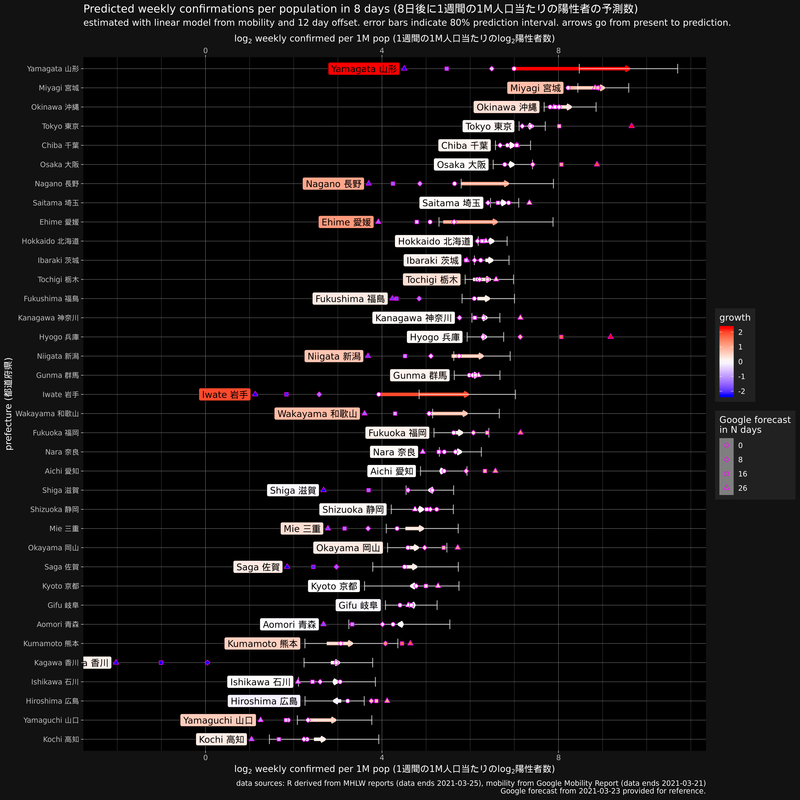 Predicted weekly confirmations per population in 8 days (8日後に1週間の1M人口当たりの陽性者の予測数)
estimated with linear model from mobility and 12 day offset. error bars indicate 80% prediction interval. arrows go from present to prediction.
log2 weekly confirmed per 1M pop (1週間の1M人口当たりのlog2陽性者数)
0 4 8
prefecture (都道府県)
Yamagata 山形 Yamagata 山形
Miyagi 宮城 Miyagi 宮城
Okinawa 沖縄 Okinawa 沖縄
Tokyo 東京 Tokyo 東京
Chiba 千葉 Chiba 千葉
Osaka 大阪 Osaka 大阪
Nagano 長野 Nagano 長野
Saitama 埼玉 Saitama 埼玉
Ehime 愛媛 Ehime 愛媛
Hokkaido 北海道 Hokkaido 北海道
Ibaraki 茨城 Ibaraki 茨城
Tochigi 栃木 Tochigi 栃木
Fukushima 福島 Fukushima 福島
Kanagawa 神奈川 Kanagawa 神奈川
Hyogo 兵庫 Hyogo 兵庫
Niigata 新潟 Niigata 新潟
Gunma 群馬 Gunma 群馬
Iwate 岩手 Iwate 岩手
Wakayama 和歌山 Wakayama 和歌山
Fukuoka 福岡 Fukuoka 福岡
Nara 奈良 Nara 奈良
Aichi 愛知 Aichi 愛知
Shiga 滋賀 Shiga 滋賀
Shizuoka 静岡 Shizuoka 静岡
Mie 三重 Mie 三重
Okayama 岡山 Okayama 岡山
Saga 佐賀 Saga 佐賀
Kyoto 京都 Kyoto 京都
Gifu 岐阜 Gifu 岐阜
Aomori 青森 Aomori 青森
Kumamoto 熊本 Kumamoto 熊本
Kagawa 香川 a 香川
Ishikawa 石川 Ishikawa 石川
Hiroshima 広島 Hiroshima 広島
Yamaguchi 山口 Yamaguchi 山口
Kochi 高知 Kochi 高知
0 4 8
log2 weekly confirmed per 1M pop (1週間の1M人口当たりのlog2陽性者数)
growth
2
1
0
-1
-2
Google forecast
in N days
0
8
16
26
data sources: R derived from MHLW reports (data ends 2021-03-25), mobility from Google Mobility Report (data ends 2021-03-21)
Google forecast from 2021-03-23 provided for reference.